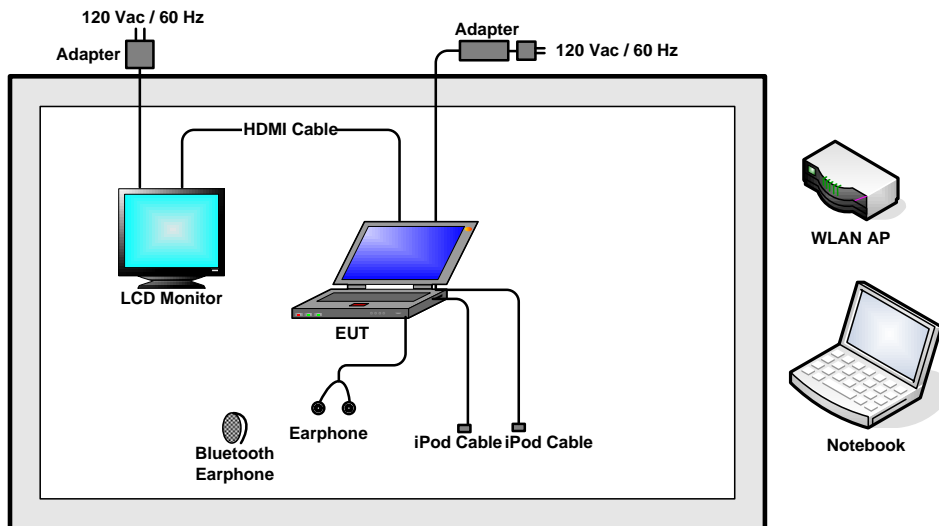 120 Vac / 60 Hz
Adapter
Adapter
120 Vac / 60 Hz
HDMI Cable
WLAN AP
LCD Monitor
EUT
Earphone
iPod Cable
iPod Cable
Bluetooth
Earphone
Notebook